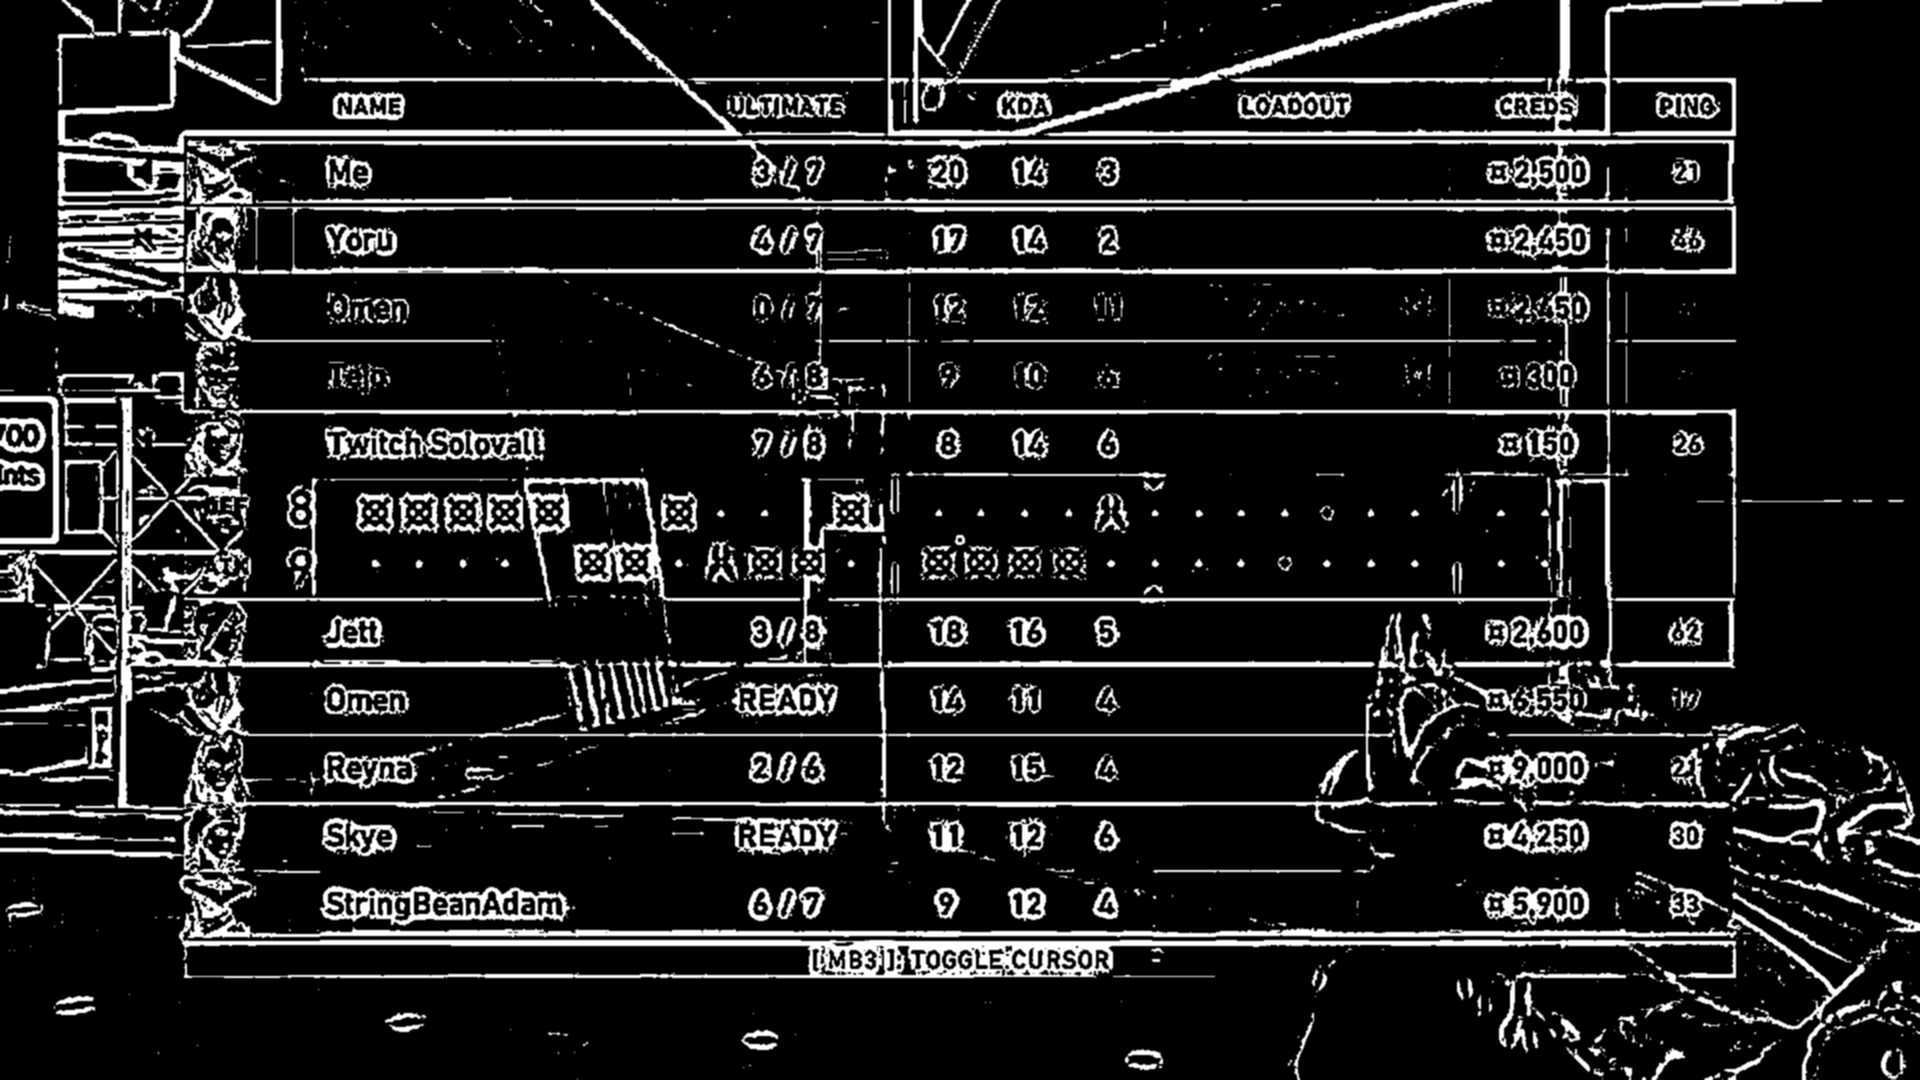 NAME ULTIMATE KDA LOADOUT CREDS PING
Me 3 / 7 20 14 3 ¤ 2,500 21
Yoru 4 / 7 17 14 2 ¤ 2,450 66
Omen 0 / 7 12 12 11 ¤ 2,450
6 / 8 9 10 6 ¤ 300
700
Twitch Solovall 7 / 8 8 14 6 ¤ 150 26
8
9
Jett 3 / 8 18 16 5 ¤ 2,600 62
Omen READY 14 11 4 ¤ 6,550 17
Reyna 2 / 6 12 15 4 ¤ 9,000 21
Skye READY 11 12 6 ¤ 4,250 30
StringBeanAdam 6 / 7 9 12 4 ¤ 5,900 33
[ MB3 ]: TOGGLE CURSOR